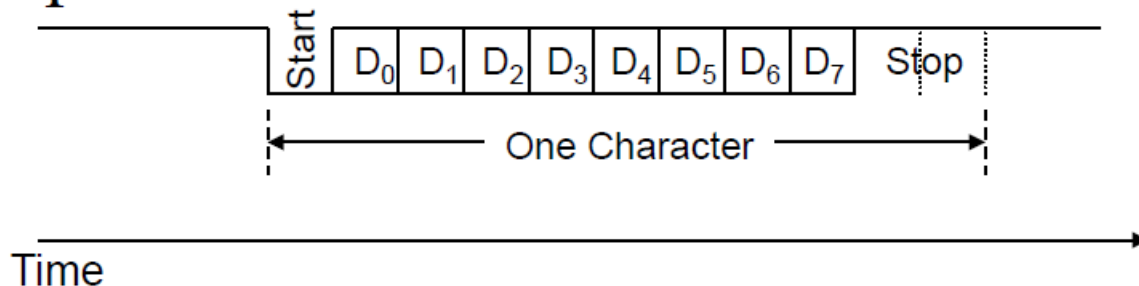 Start D₀ D₁ D₂ D₃ D₄ D₅ D₆ D₇ Stop
One Character
Time